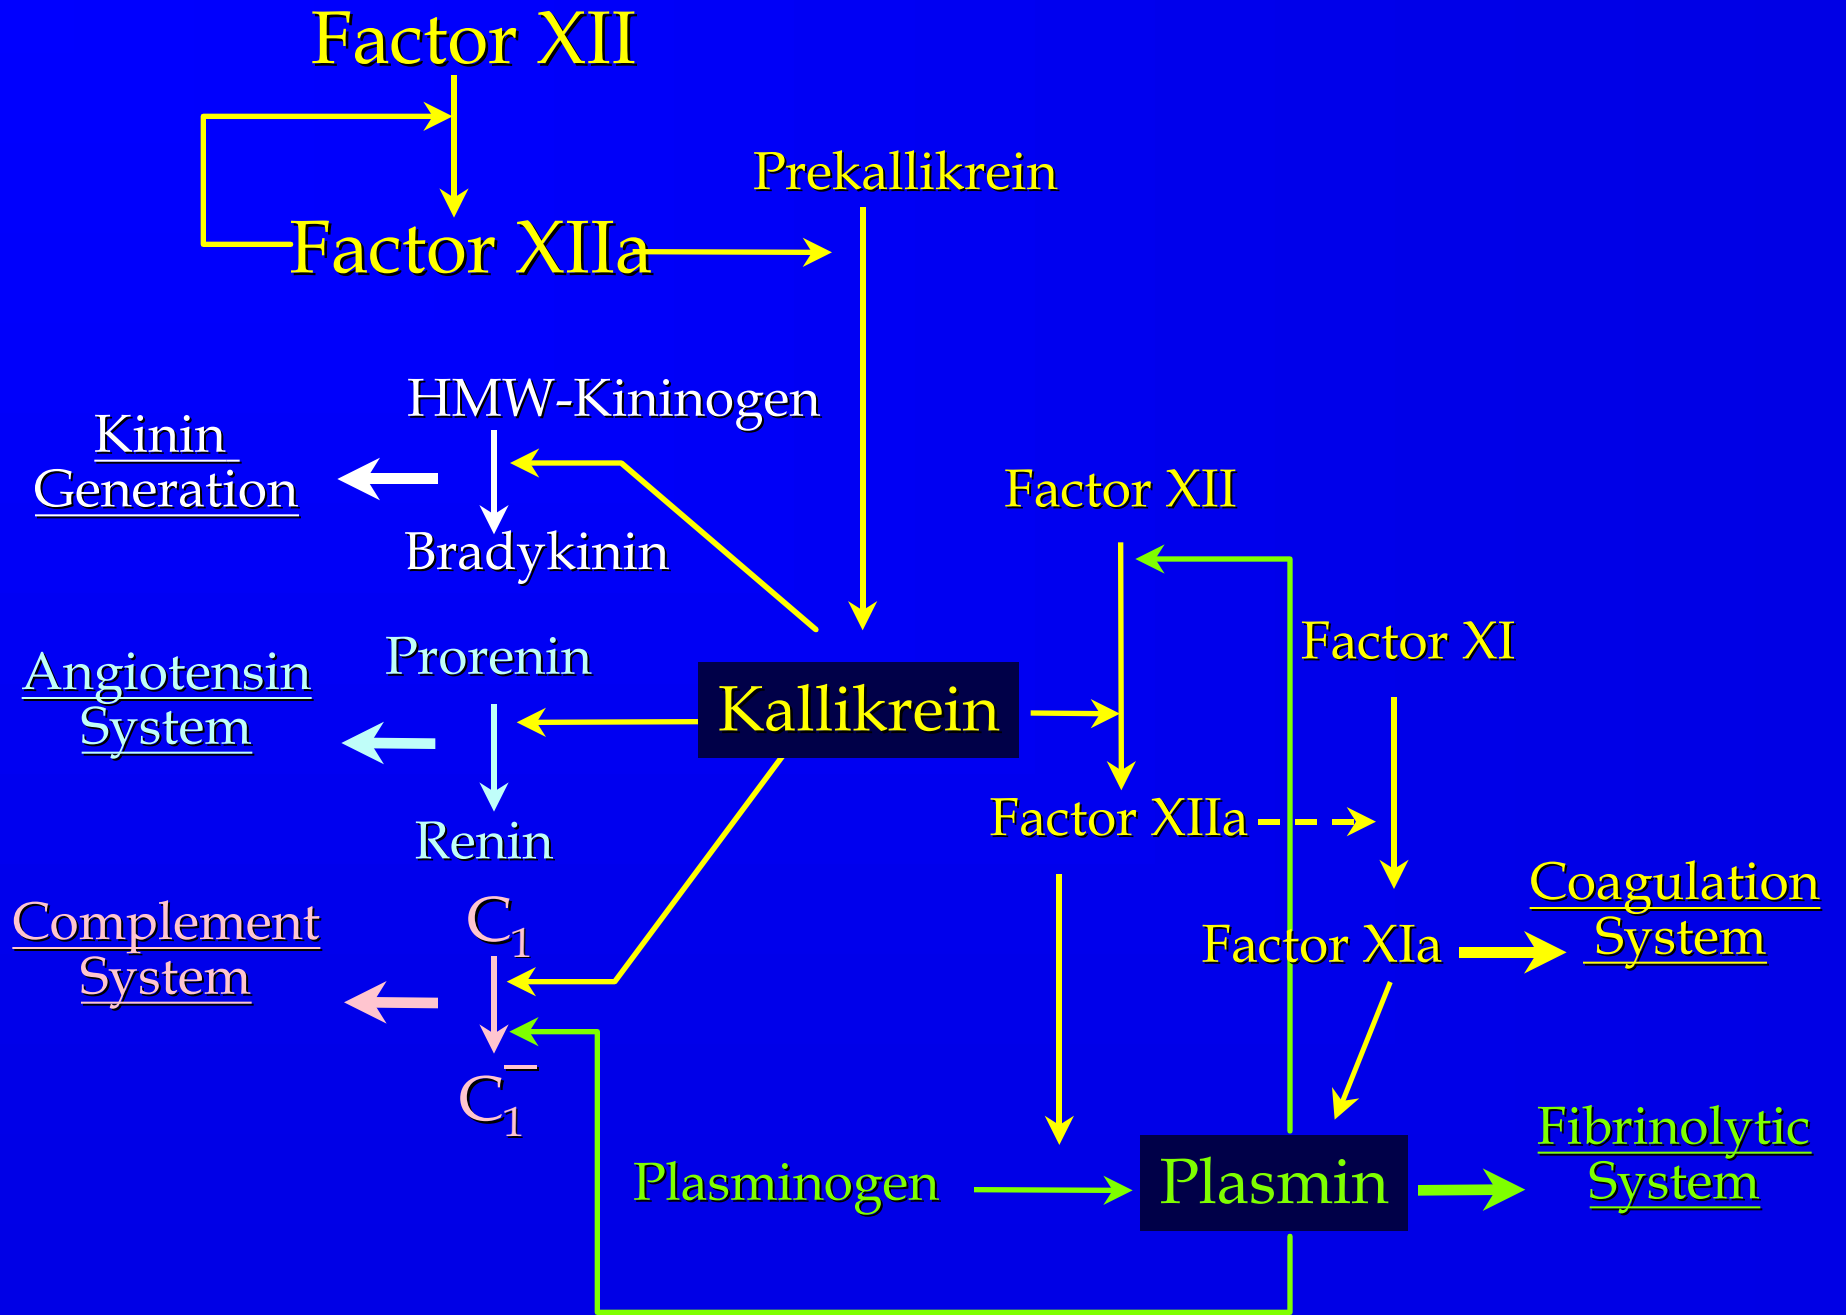 Factor XII
Prekallikrein
Factor XIIa
HMW-Kininogen
Kinin
Generation
Bradykinin
Factor XII
Prorenin
Angiotensin
System
Kallikrein
Factor XI
Renin
Factor XIIa
Complement
System
C₁
Coagulation
System
Factor XIa
C̅₁
Plasminogen
Plasmin
Fibrinolytic
System